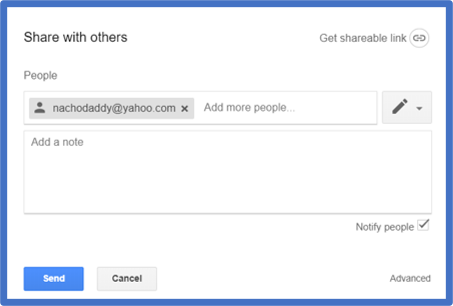 Share with others
Get shareable link
People
nachodaddy@yahoo.com × Add more people...
Add a note
Notify people
Send Cancel Advanced